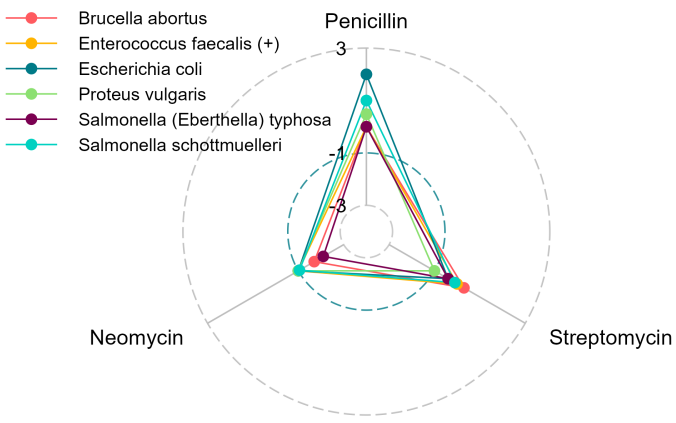 Penicillin
Brucella abortus
Enterococcus faecalis (+)
Escherichia coli
Proteus vulgaris
Salmonella (Eberthella) typhosa
Salmonella schottmuelleri
3
-1
-3
Neomycin
Streptomycin